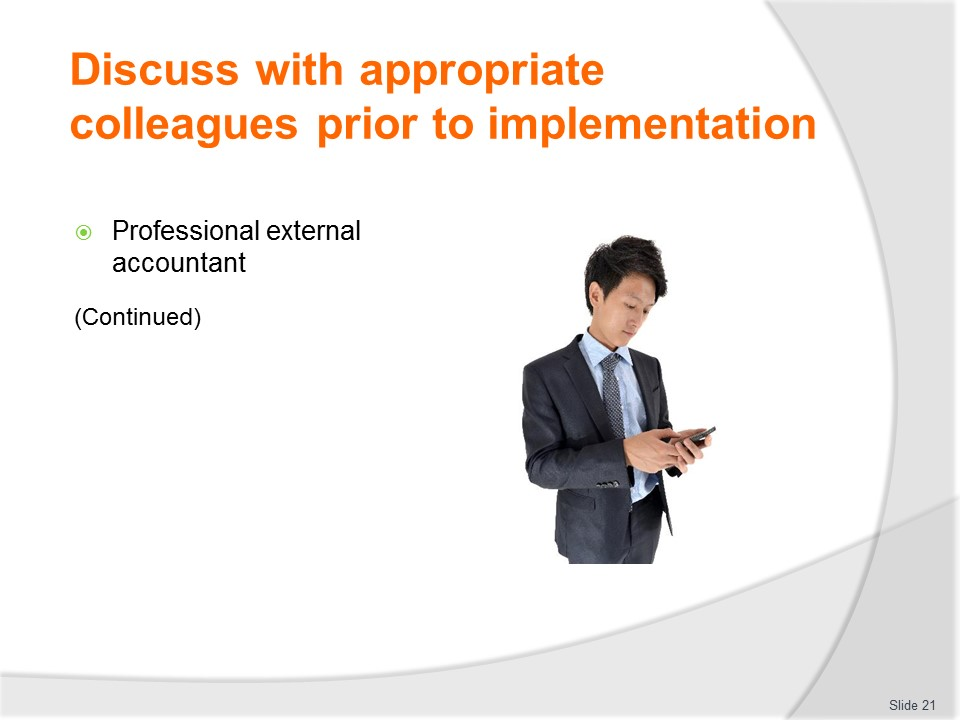 Discuss with appropriate
colleagues prior to implementation
Professional external
accountant
(Continued)
Slide 21